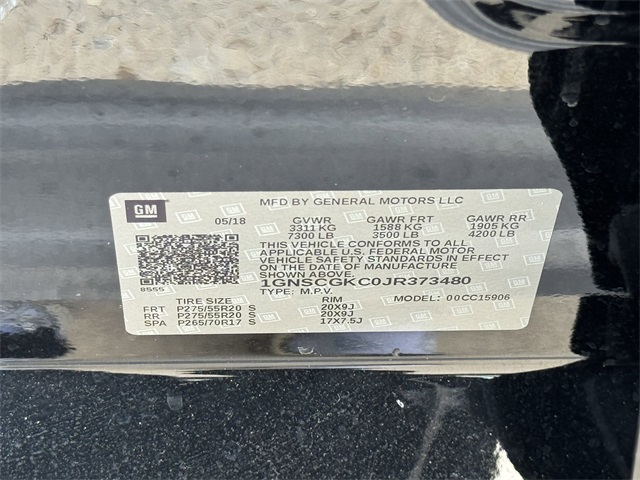 GM
MFD BY GENERAL MOTORS LLC
05/18 GVWR GAWR FRT GAWR RR
3311 KG 1588 KG 1905 KG
7300 LB 3500 LB 4200 LB
THIS VEHICLE CONFORMS TO ALL
APPLICABLE U.S. FEDERAL MOTOR
VEHICLE SAFETY STANDARDS IN EFFECT
ON THE DATE OF MANUFACTURE
SHOWN ABOVE.
8555 1GNSCGKC0JR373480
TYPE: M.P.V. MODEL: 00CC15906
TIRE SIZE RIM
FRT P275/55R20 S 20X9J
RR P275/55R20 S 20X9J
SPA P265/70R17 S 17X7.5J